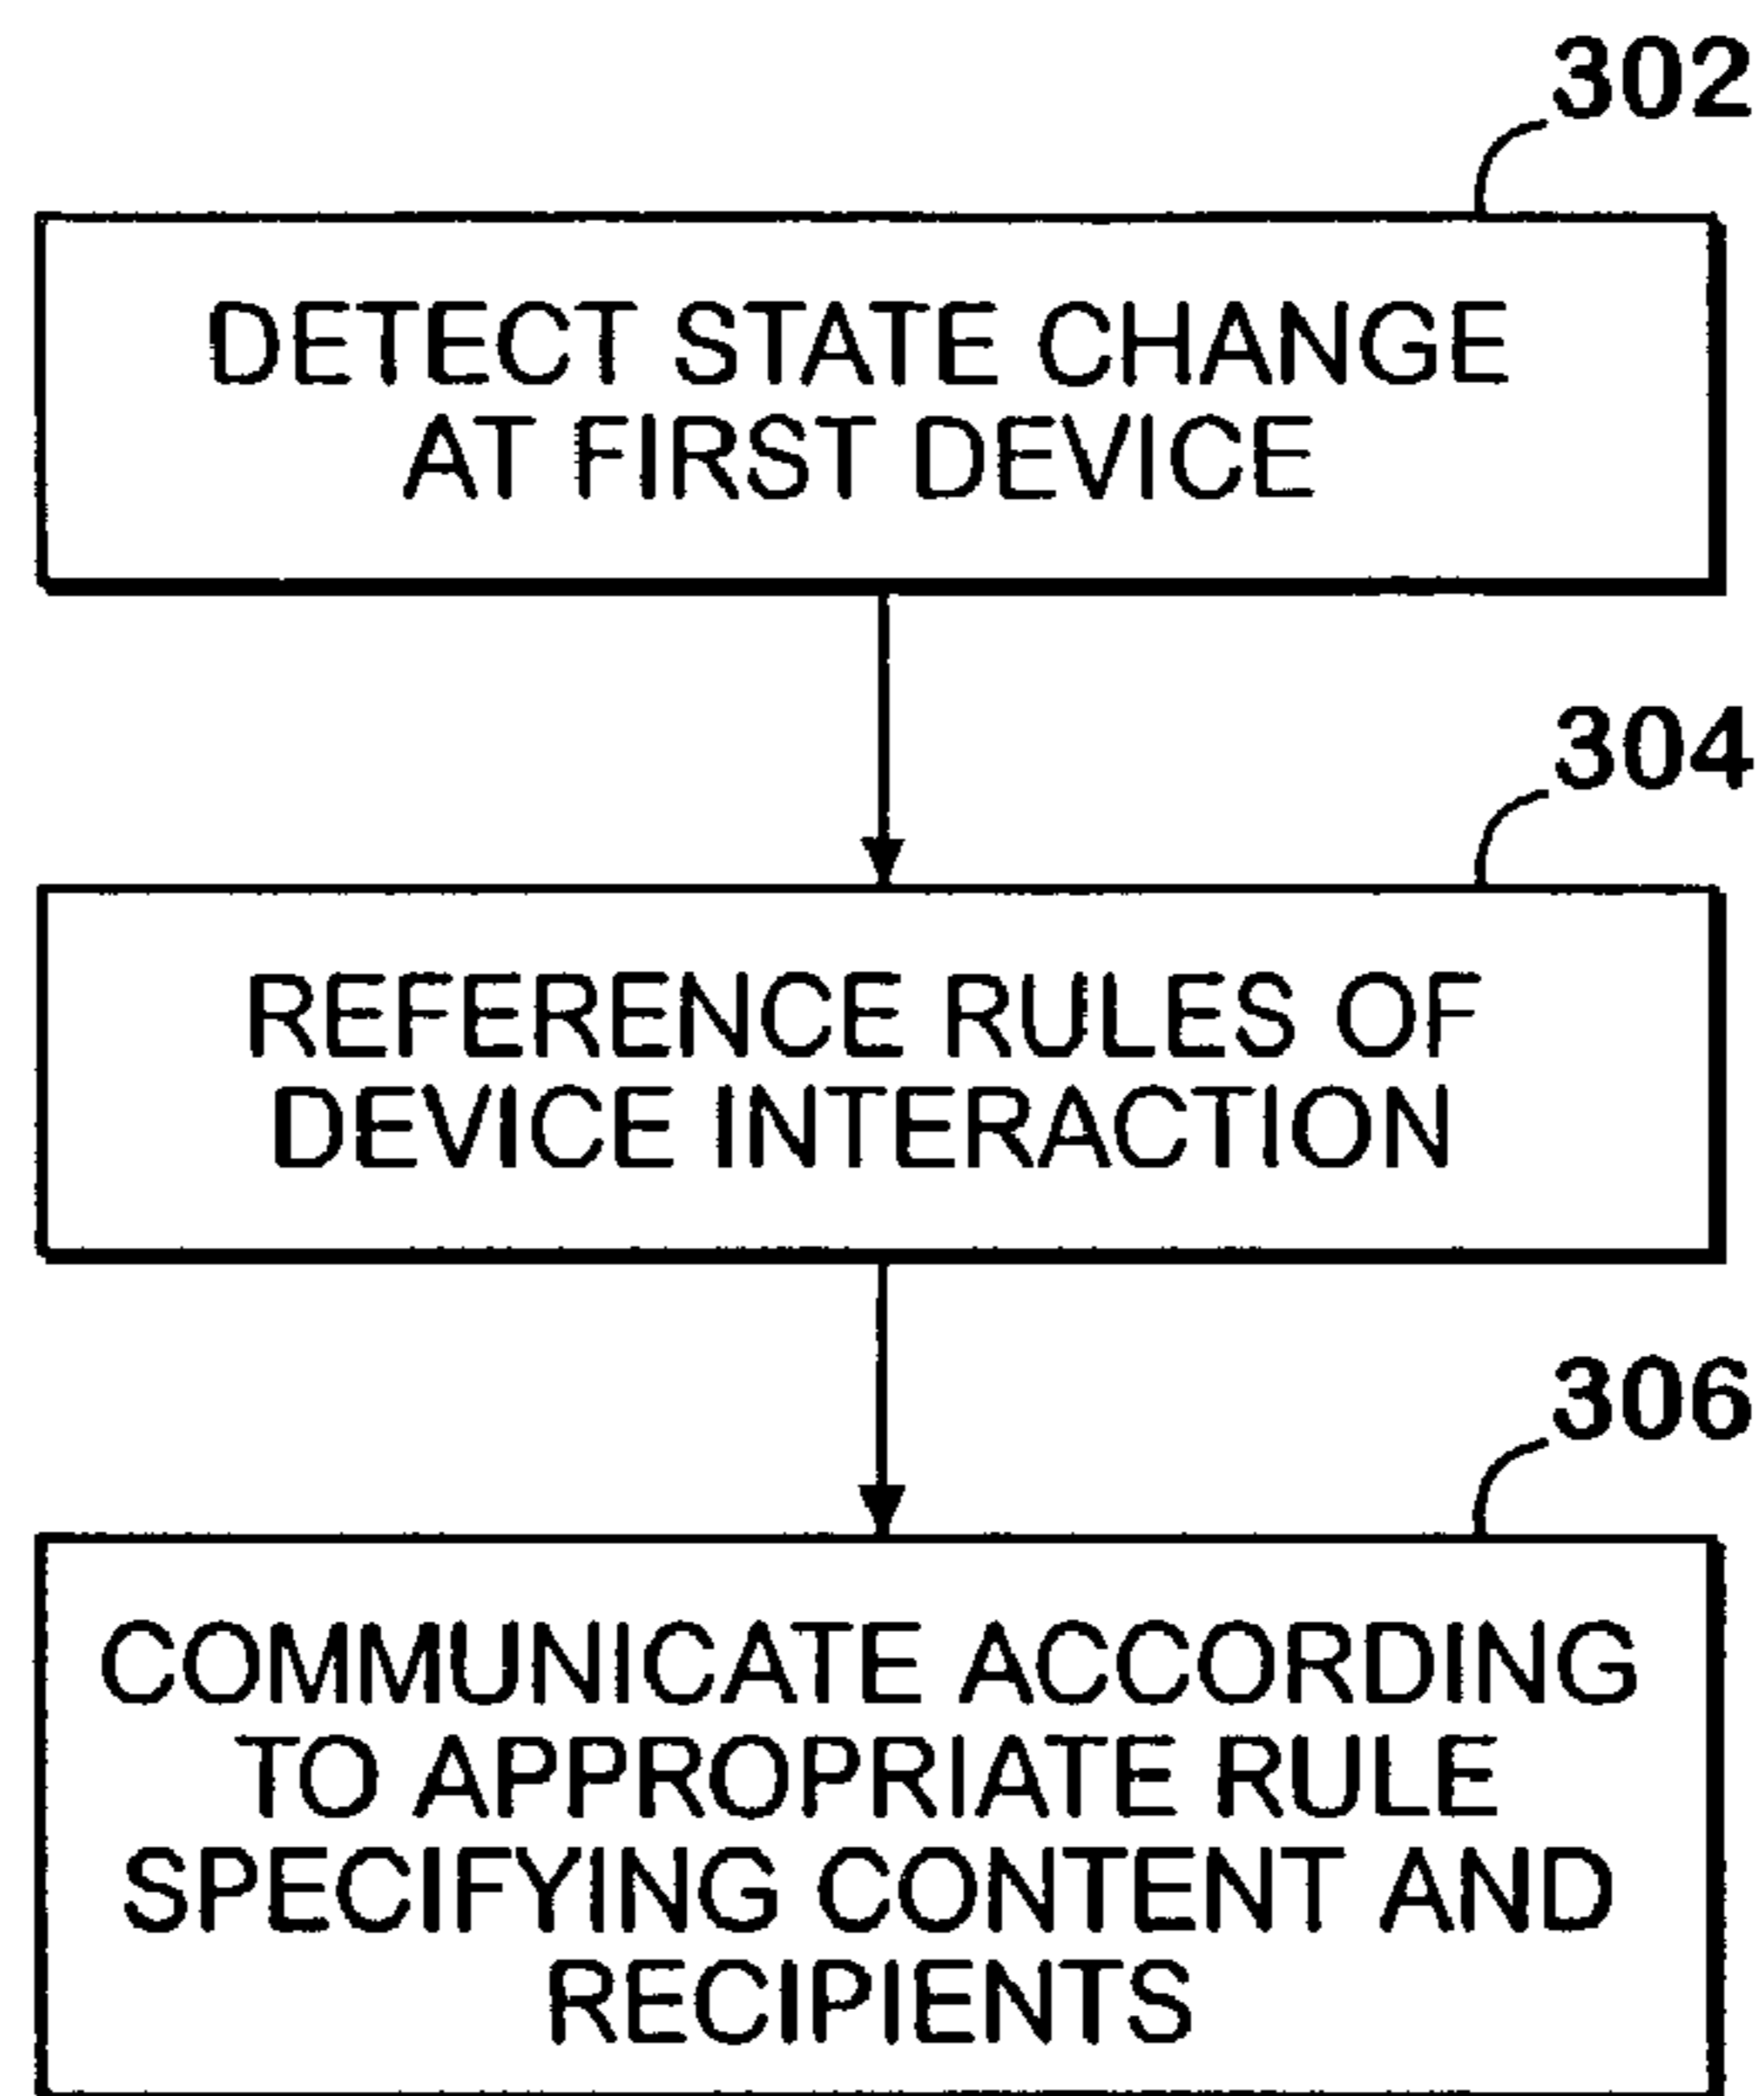 302
DETECT STATE CHANGE
AT FIRST DEVICE
304
REFERENCE RULES OF
DEVICE INTERACTION
306
COMMUNICATE ACCORDING
TO APPROPRIATE RULE
SPECIFYING CONTENT AND
RECIPIENTS